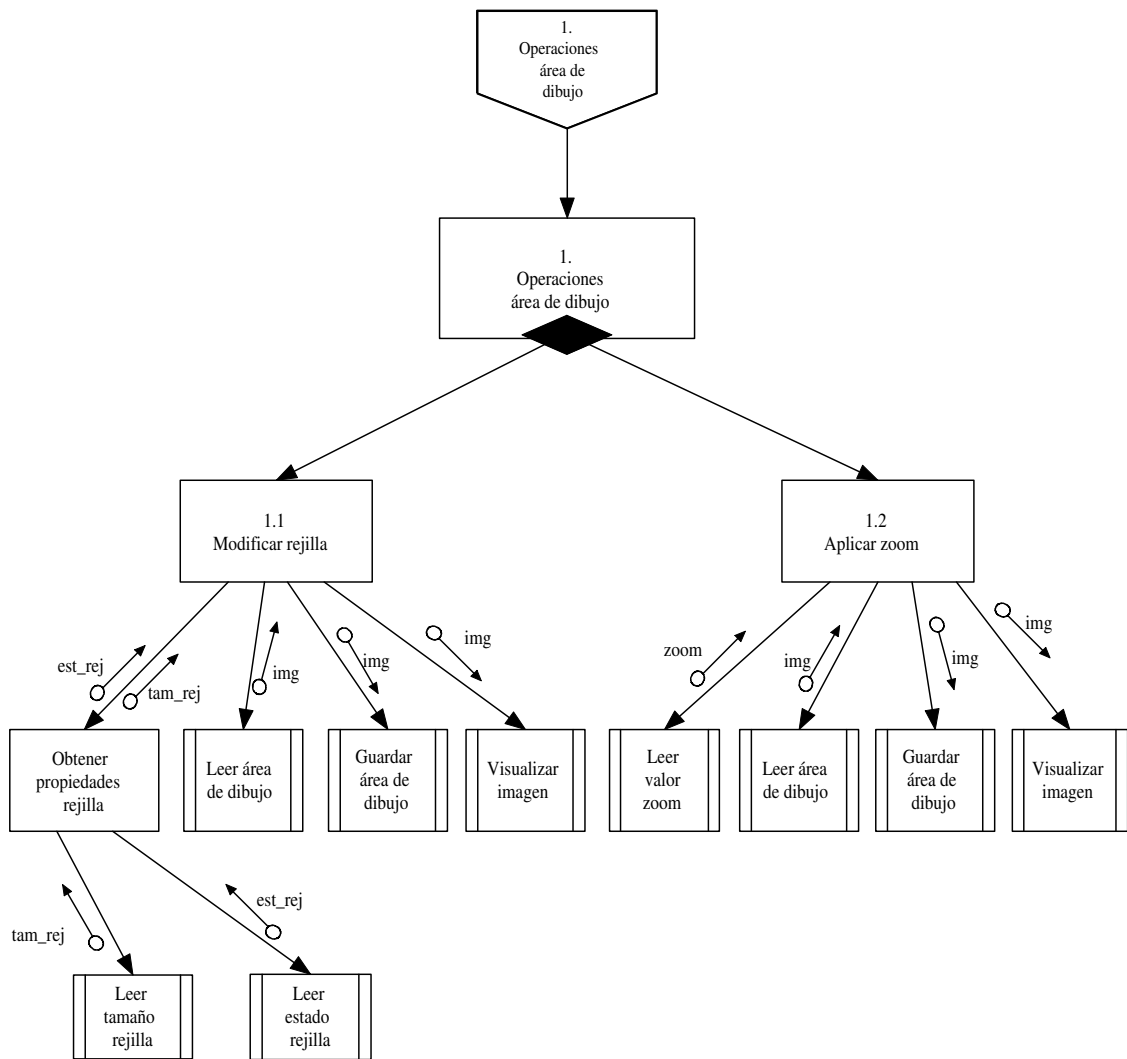 1.
Operaciones
área de
dibujo
1.
Operaciones
área de dibujo
1.1
Modificar rejilla
1.2
Aplicar zoom
est_rej
tam_rej
img
img
img
zoom
img
img
img
Obtener
propiedades
rejilla
Leer área
de dibujo
Guardar
área de
dibujo
Visualizar
imagen
Leer
valor
zoom
Leer área
de dibujo
Guardar
área de
dibujo
Visualizar
imagen
tam_rej
est_rej
Leer
tamaño
rejilla
Leer
estado
rejilla